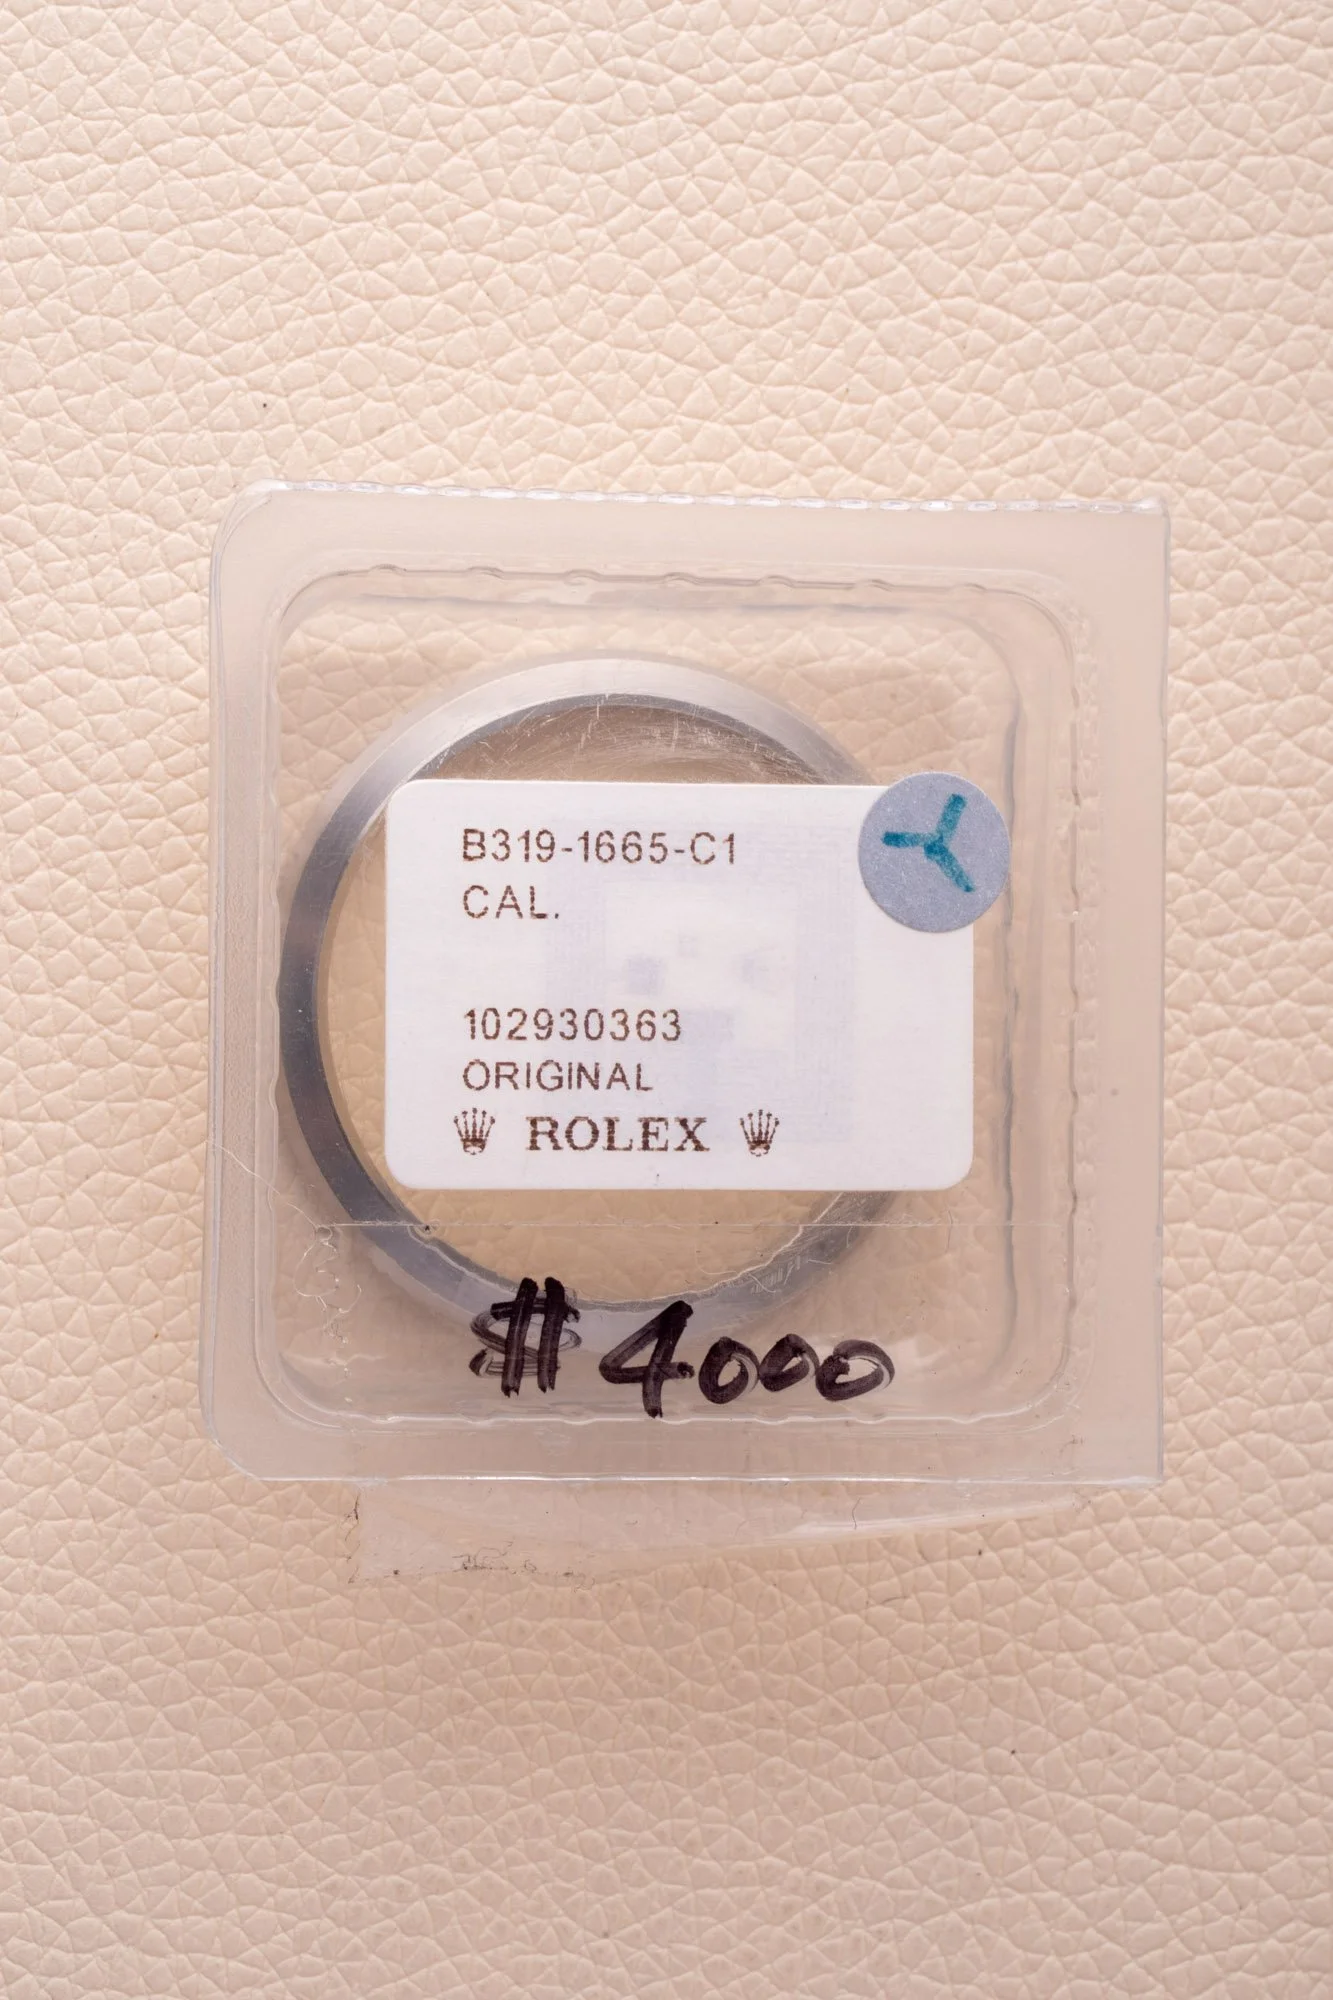 B319-1665-C1
CAL.
102930363
ORIGINAL
ROLEX
$ 4000